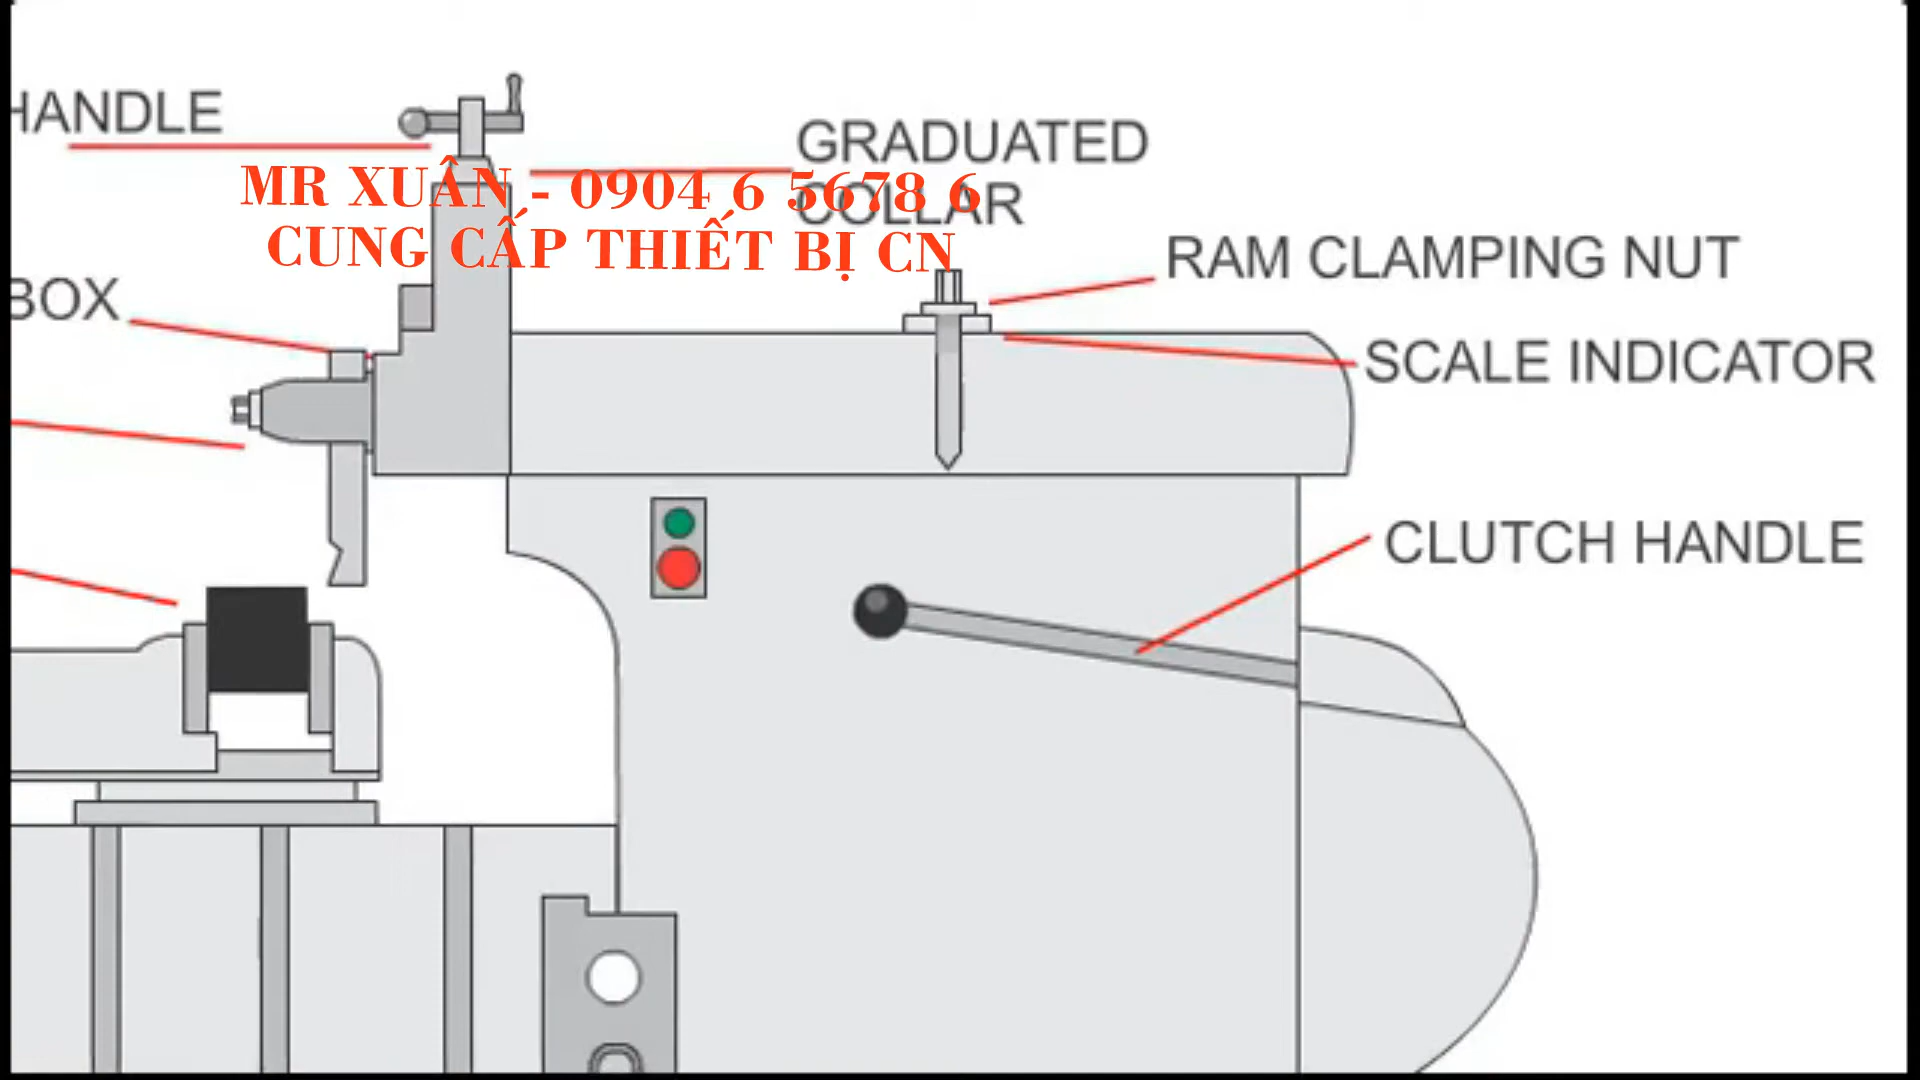 HANDLE
GRADUATED
COLLAR
MR XUÂN - 0904 6 5678 6
CUNG CẤP THIẾT BỊ CN
RAM CLAMPING NUT
BOX
SCALE INDICATOR
CLUTCH HANDLE